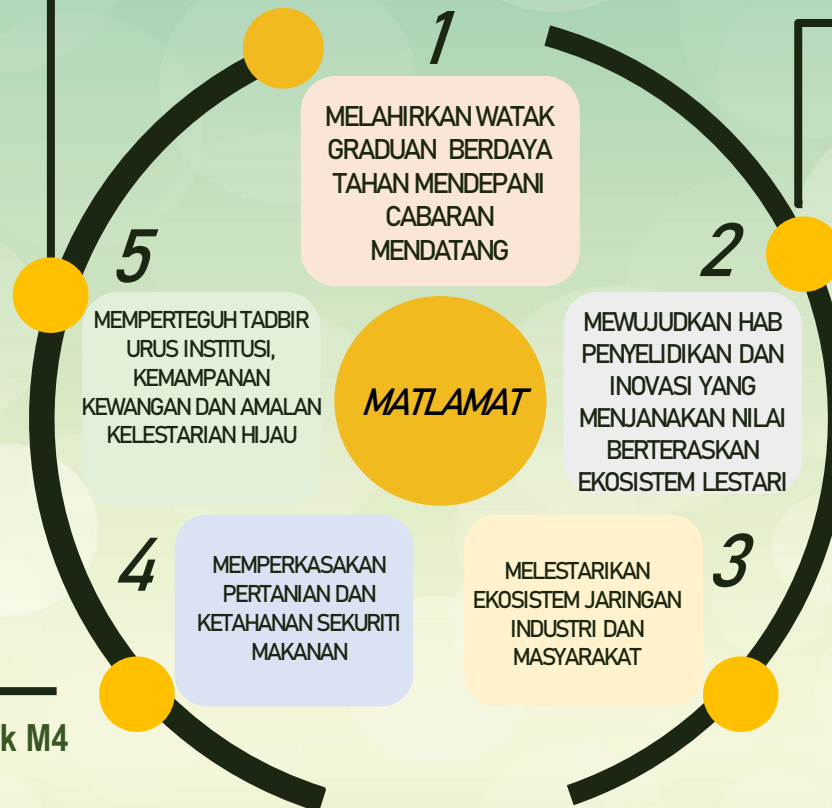 1
MELAHIRKAN WATAK
GRADUAN BERDAYA
TAHAN MENDEPANI
CABARAN
MENDATANG
2
MEWUJUDKAN HAB
PENYELIDIKAN DAN
INOVASI YANG
MENJANAKAN NILAI
BERTERASKAN
EKOSISTEM LESTARI
3
MELESTARIKAN
EKOSISTEM JARINGAN
INDUSTRI DAN
MASYARAKAT
4
MEMPERKASAKAN
PERTANIAN DAN
KETAHANAN SEKURITI
MAKANAN
5
MEMPERTEGUH TADBIR
URUS INSTITUSI,
KEMAMPANAN
KEWANGAN DAN AMALAN
KELESTARIAN HIJAU
MATLAMAT
k M4